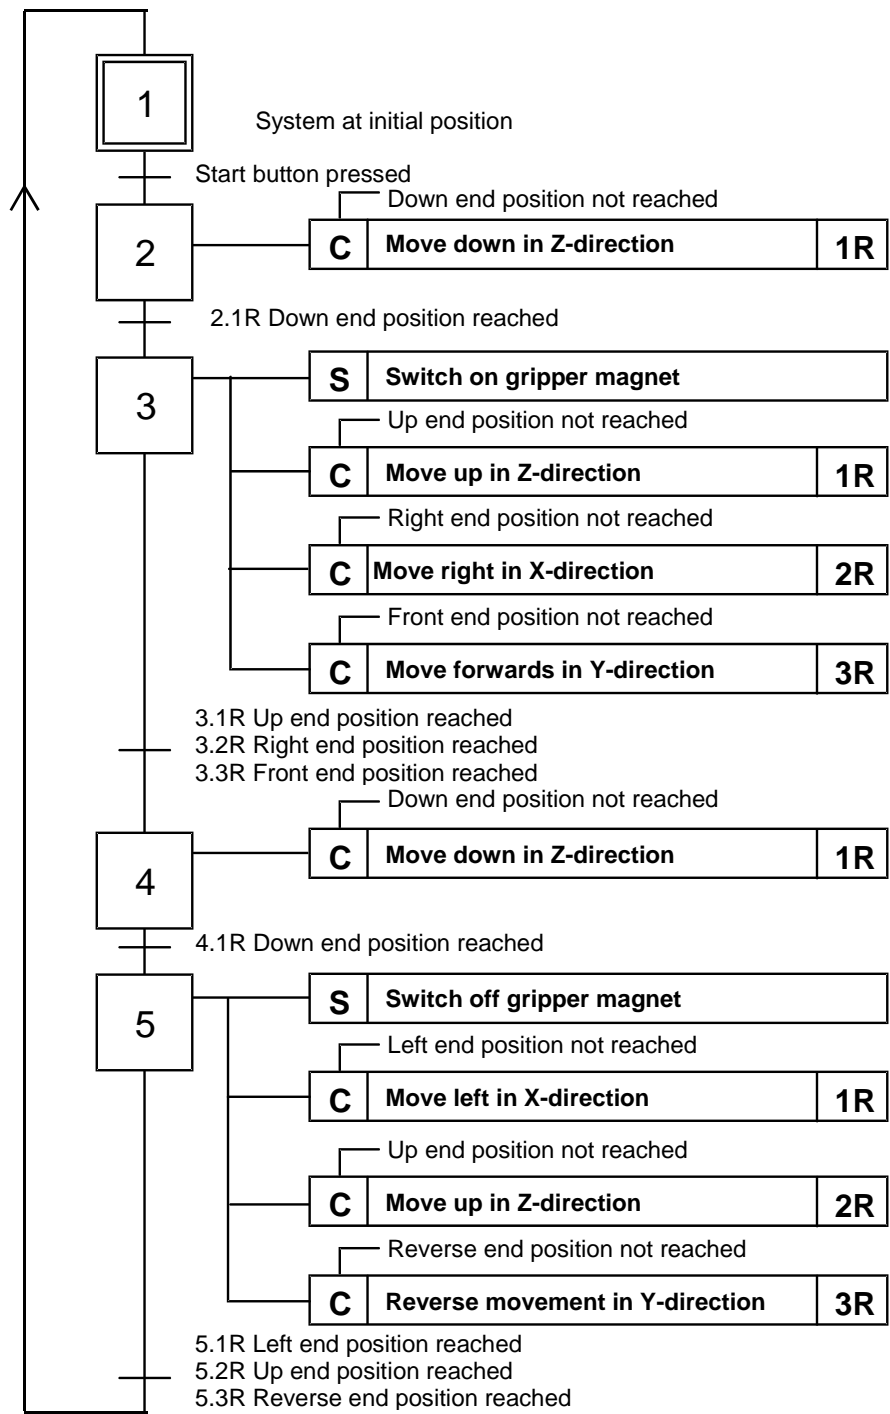 1
System at initial position
Start button pressed
Down end position not reached
2
C Move down in Z-direction 1R
2.1R Down end position reached
3
S Switch on gripper magnet
Up end position not reached
C Move up in Z-direction 1R
Right end position not reached
C Move right in X-direction 2R
Front end position not reached
C Move forwards in Y-direction 3R
3.1R Up end position reached
3.2R Right end position reached
3.3R Front end position reached
Down end position not reached
4
C Move down in Z-direction 1R
4.1R Down end position reached
5
S Switch off gripper magnet
Left end position not reached
C Move left in X-direction 1R
Up end position not reached
C Move up in Z-direction 2R
Reverse end position not reached
C Reverse movement in Y-direction 3R
5.1R Left end position reached
5.2R Up end position reached
5.3R Reverse end position reached